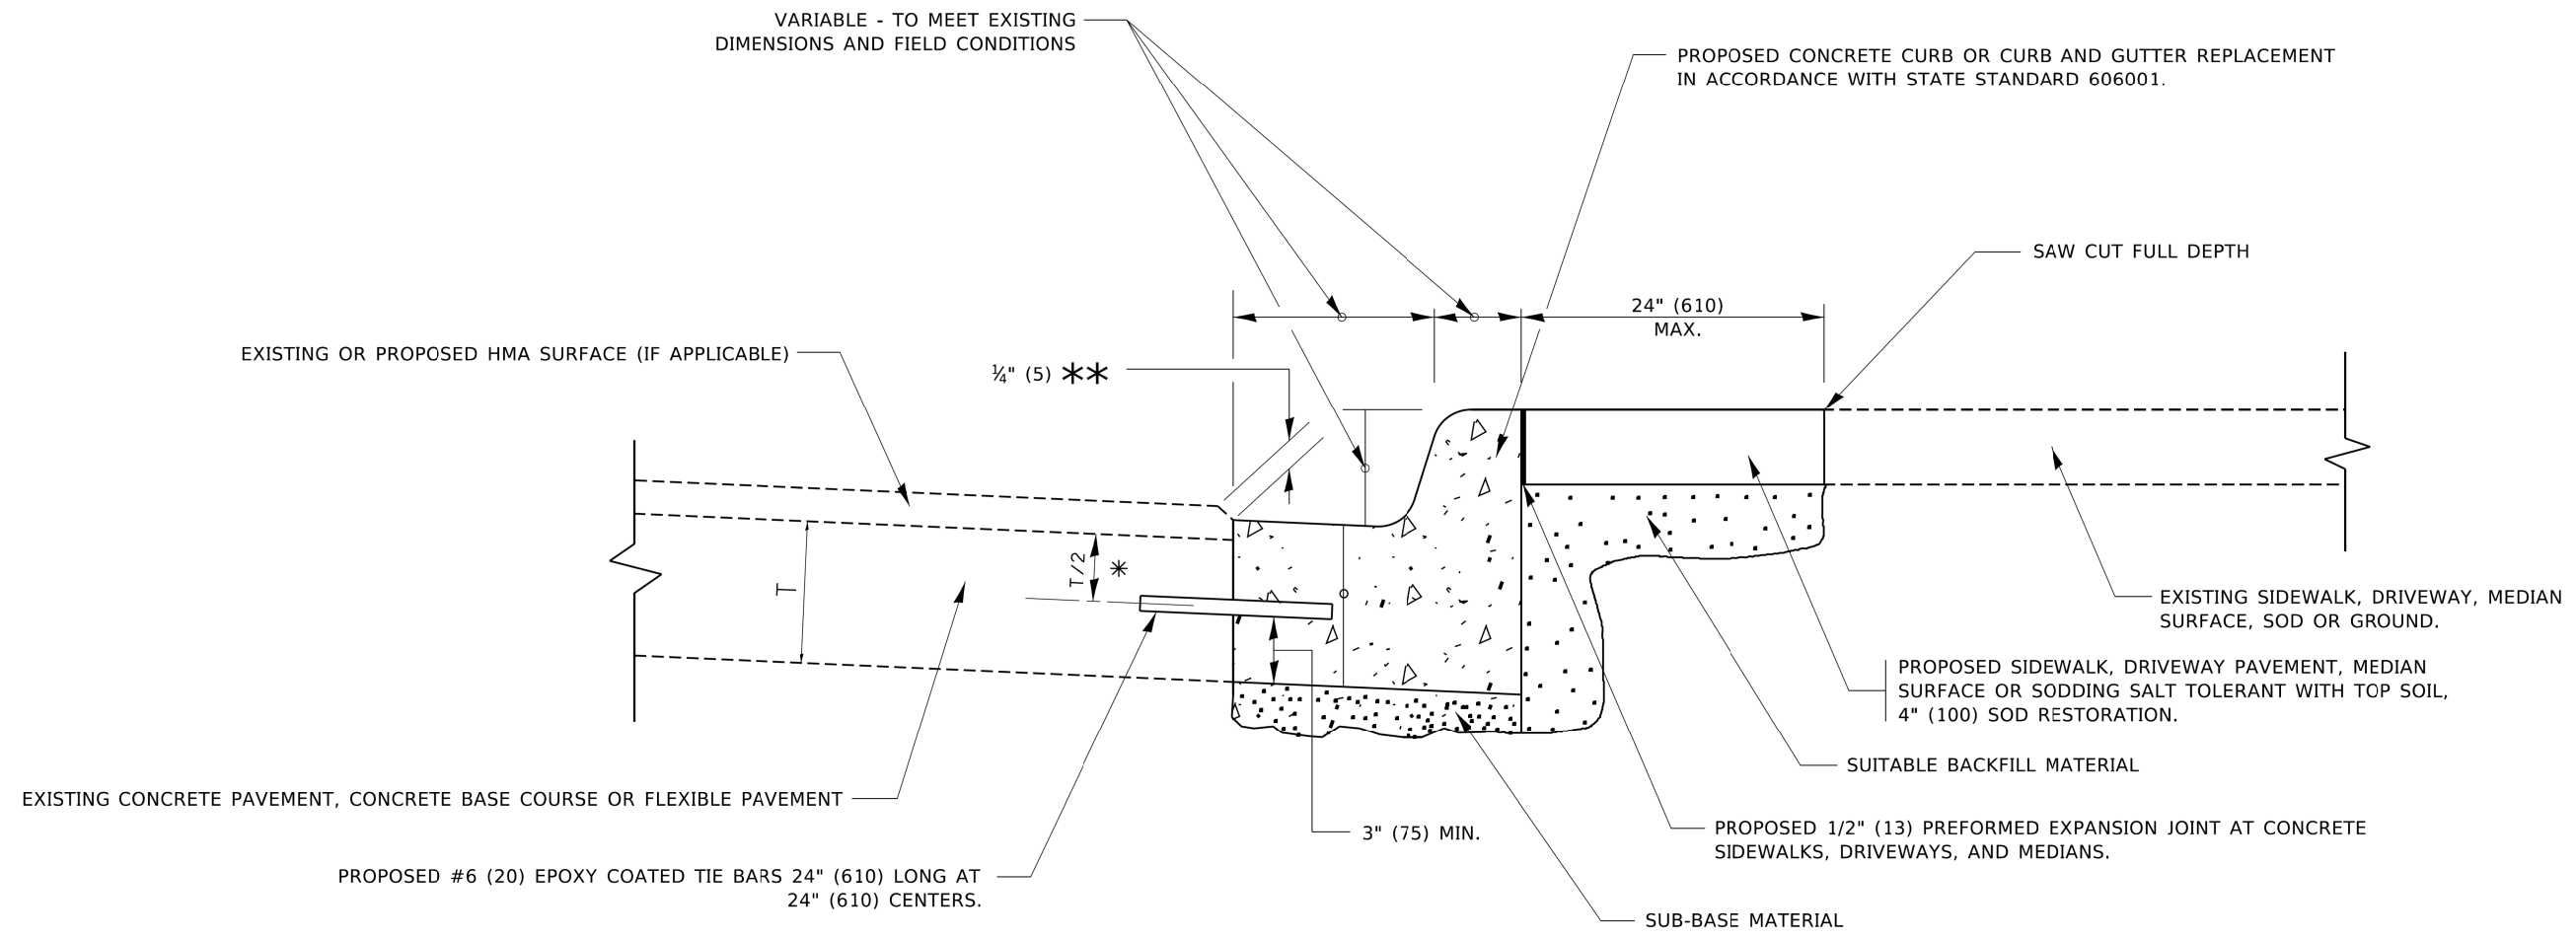 VARIABLE - TO MEET EXISTING
DIMENSIONS AND FIELD CONDITIONS
PROPOSED CONCRETE CURB OR CURB AND GUTTER REPLACEMENT
IN ACCORDANCE WITH STATE STANDARD 606001.
SAW CUT FULL DEPTH
24" (610)
MAX.
EXISTING OR PROPOSED HMA SURFACE (IF APPLICABLE)
¼" (5) **
T/2 *
T
EXISTING SIDEWALK, DRIVEWAY, MEDIAN
SURFACE, SOD OR GROUND.
PROPOSED SIDEWALK, DRIVEWAY PAVEMENT, MEDIAN
SURFACE OR SODDING SALT TOLERANT WITH TOP SOIL,
4" (100) SOD RESTORATION.
SUITABLE BACKFILL MATERIAL
EXISTING CONCRETE PAVEMENT, CONCRETE BASE COURSE OR FLEXIBLE PAVEMENT
3" (75) MIN.
PROPOSED 1/2" (13) PREFORMED EXPANSION JOINT AT CONCRETE
SIDEWALKS, DRIVEWAYS, AND MEDIANS.
PROPOSED #6 (20) EPOXY COATED TIE BARS 24" (610) LONG AT
24" (610) CENTERS.
SUB-BASE MATERIAL